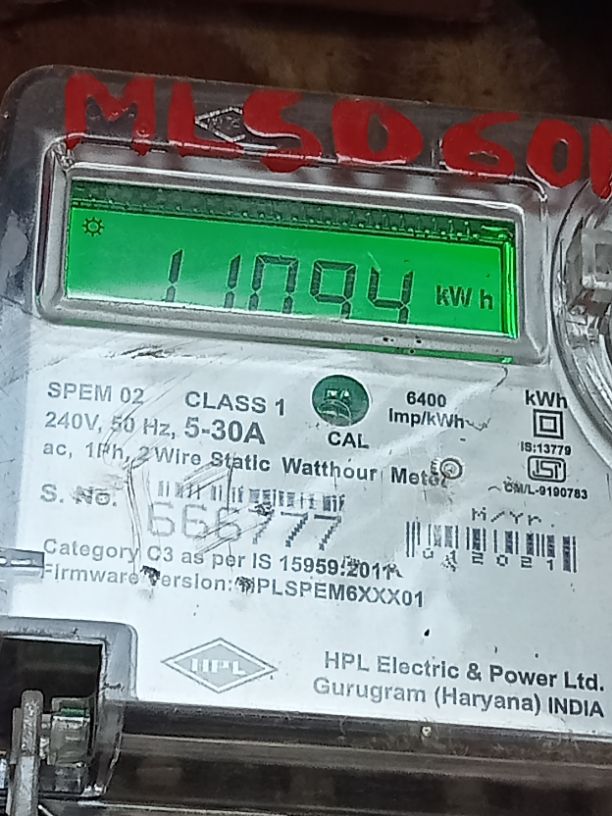 MLSD60
11094 kWh
SPEM 02 CLASS 1 6400 kWh
240V, 50 Hz, 5-30A Imp/kWh
CAL
IS:13779
ac, 1Ph, 2 Wire Static Watthour Meter
CM/L-9190783
S. No.
666777
M/Yr.
012021
Category C3 as per IS 15959:2011
Firmware Version: HPLSPEM6XXX01
HPL
HPL Electric & Power Ltd.
Gurugram (Haryana) INDIA